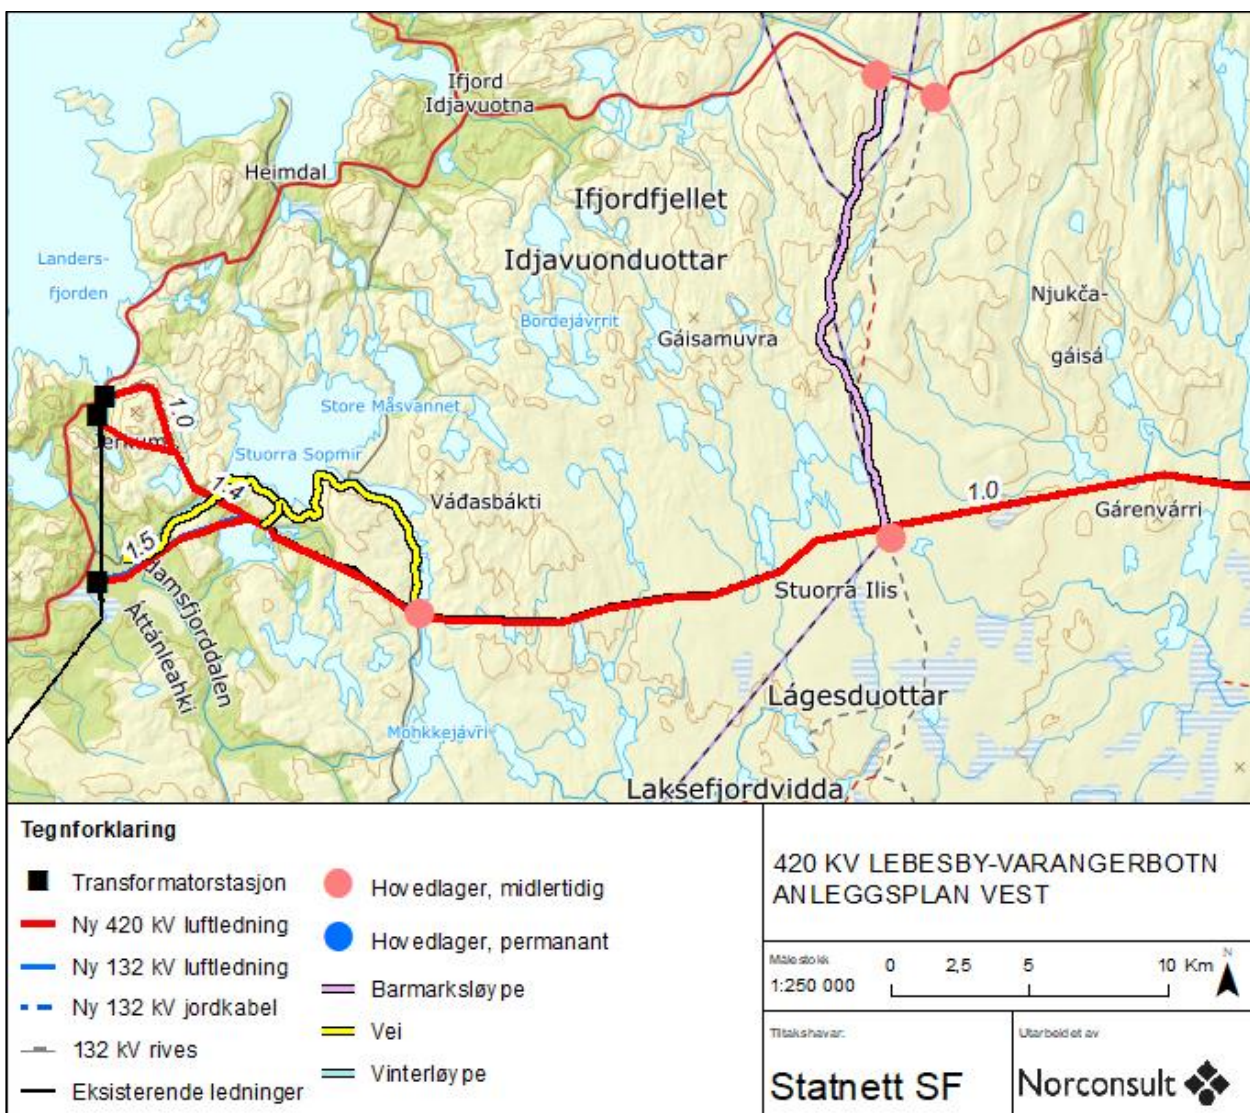 Ifjord
Idjavuotna
Heimdal
Ifjordfjellet
Landers-
fjorden
Idjavuonduottar
Njukča-
Bordejávrrit
Gáisamuvra
gáisá
Store Måsvannet
1.0
Stuorra Sopmir
Váđasbákti
1.4
1.0
Gárenvárri
1.5
Stuorra Ilis
damsfjorddalen
Áttánleahki
Lágesduottar
Mohkkejávri
Laksefjordvidda
Tegnforklaring
Transformatorstasjon
Ny 420 kV luftledning
Ny 132 kV luftledning
Ny 132 kV jordkabel
132 kV rives
Eksisterende ledninger
Hovedlager, midlertidig
Hovedlager, permanant
Barmarksløype
Vei
Vinterløype
420 KV LEBESBY-VARANGERBOTN
ANLEGGSPLAN VEST
Målestokk
1:250 000
0 2,5 5 10 Km
N
Tiltakshaver:
Statnett SF
Utarbeidet av
Norconsult